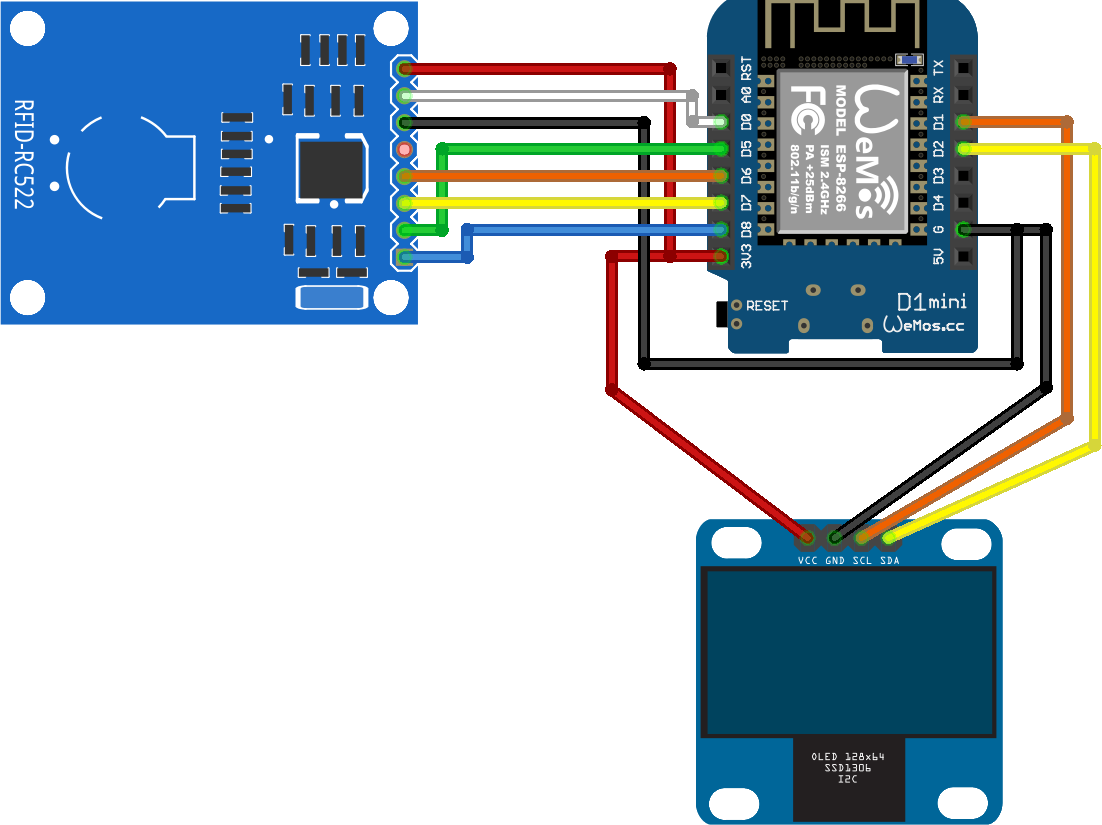 RFID-RC522
RST
A0
D0
D5
D6
D7
D8
3V3
TX
RX
D1
D2
D3
D4
G
5V
WeMos
MODEL ESP-8266
ISM 2.4GHz
PA +25dBm
802.11b/g/n
FC
RESET
D1mini
WeMos.cc
VCC GND SCL SDA
OLED 128x64
SSD1306
I2C